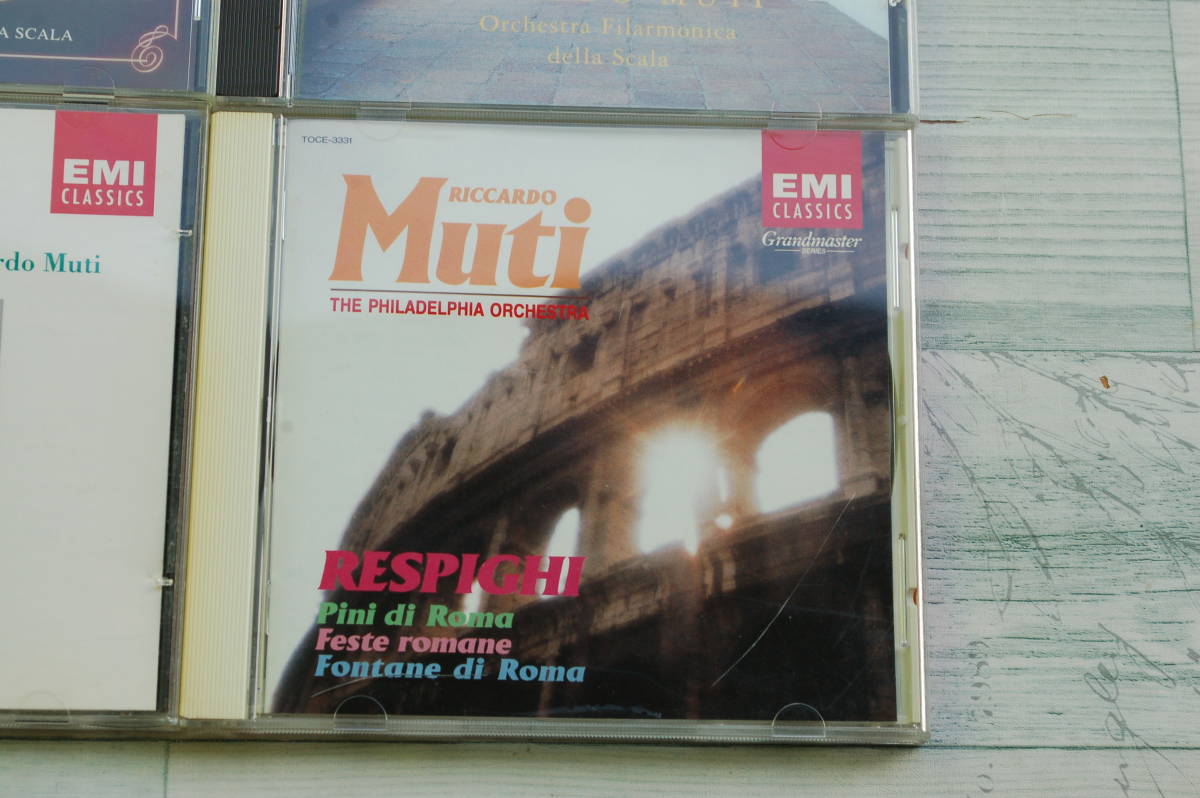 A SCALA
MUTI
Orchestra Filarmonica
della Scala
EMI
CLASSICS
rdo Muti
TOCE-3331
RICCARDO
Muti
THE PHILADELPHIA ORCHESTRA
EMI
CLASSICS
Grandmaster
SERIES
RESPIGHI
Pini di Roma
Feste romane
Fontane di Roma